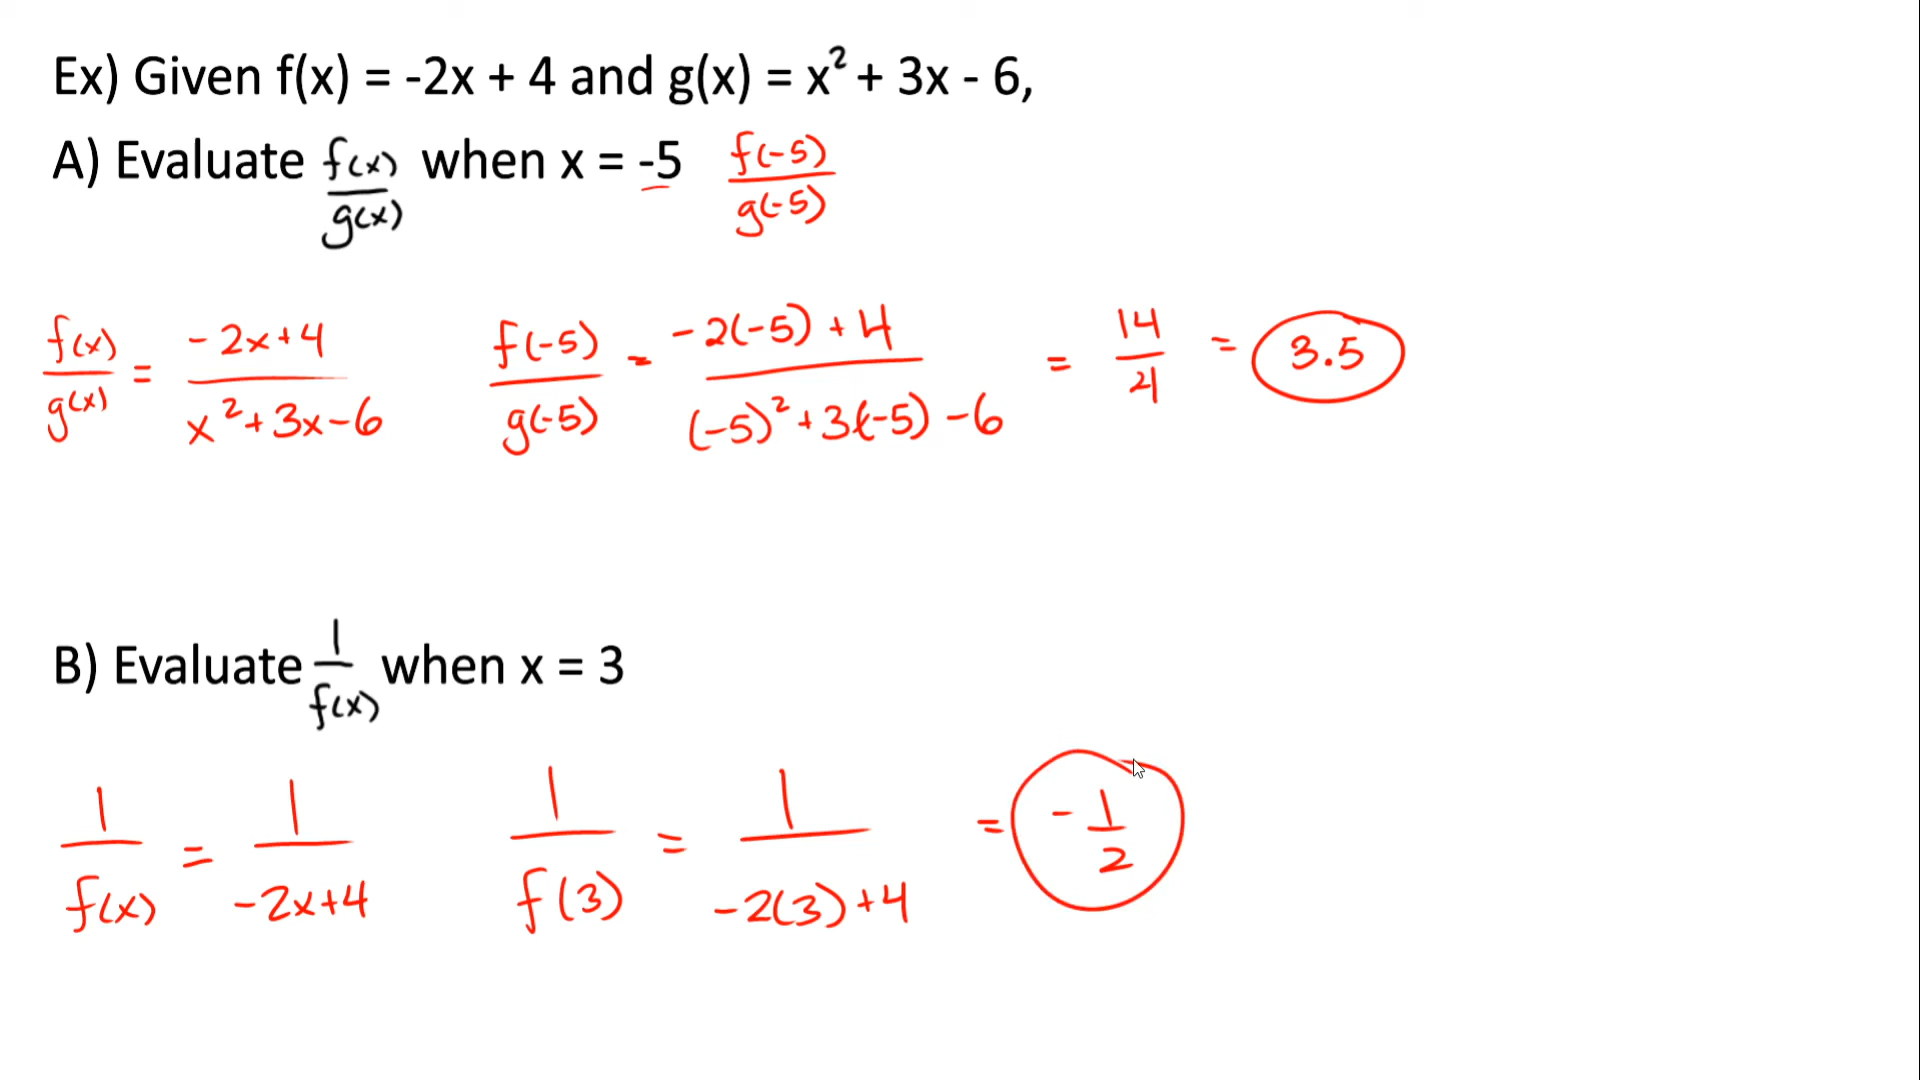 Ex) Given f(x) = -2x + 4 and g(x) = x² + 3x - 6,
A) Evaluate f(x)/g(x) when x = -5 f(-5)/g(-5)
f(x)/g(x) = -2x+4/x²+3x-6 f(-5)/g(-5) = -2(-5)+4/(-5)²+3(-5)-6 = 14/4 = 3.5
B) Evaluate 1/f(x) when x = 3
1/f(x) = 1/-2x+4 1/f(3) = 1/-2(3)+4 = -1/2